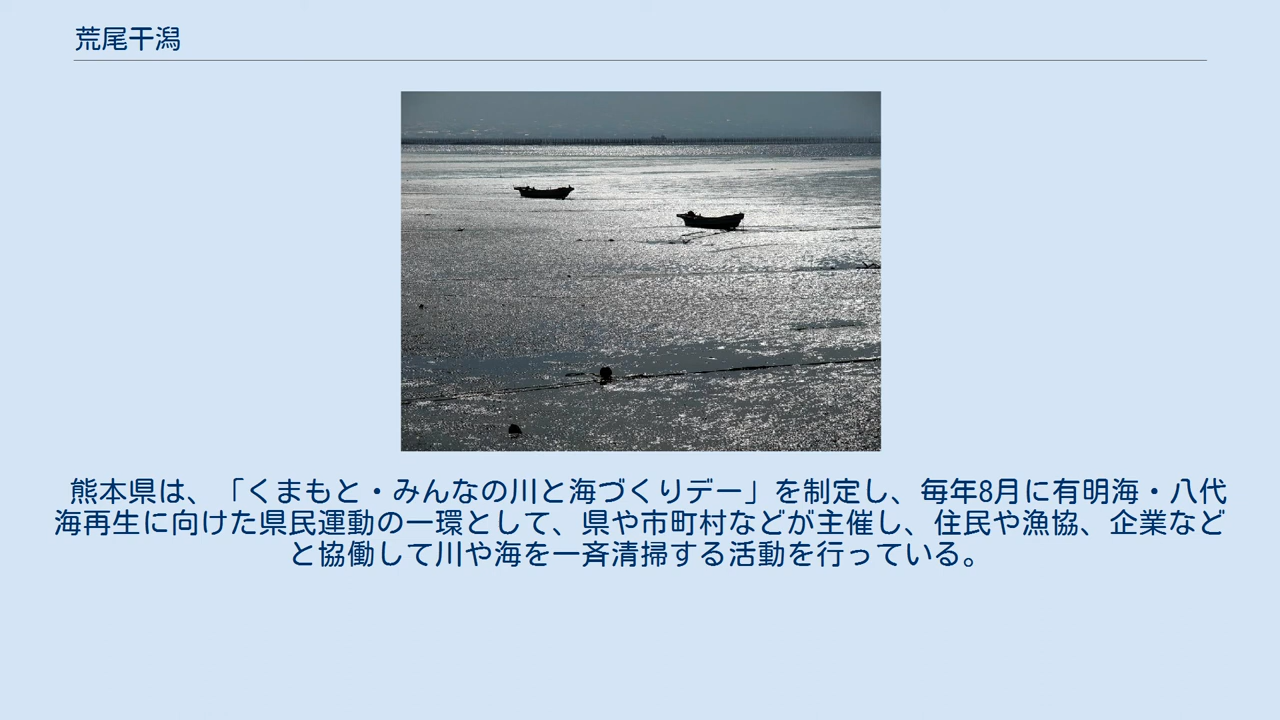 荒尾干潟
熊本県は、「くまもと・みんなの川と海づくりデー」を制定し、毎年8月に有明海・八代
海再生に向けた県民運動の一環として、県や市町村などが主催し、住民や漁協、企業など
と協働して川や海を一斉清掃する活動を行っている。